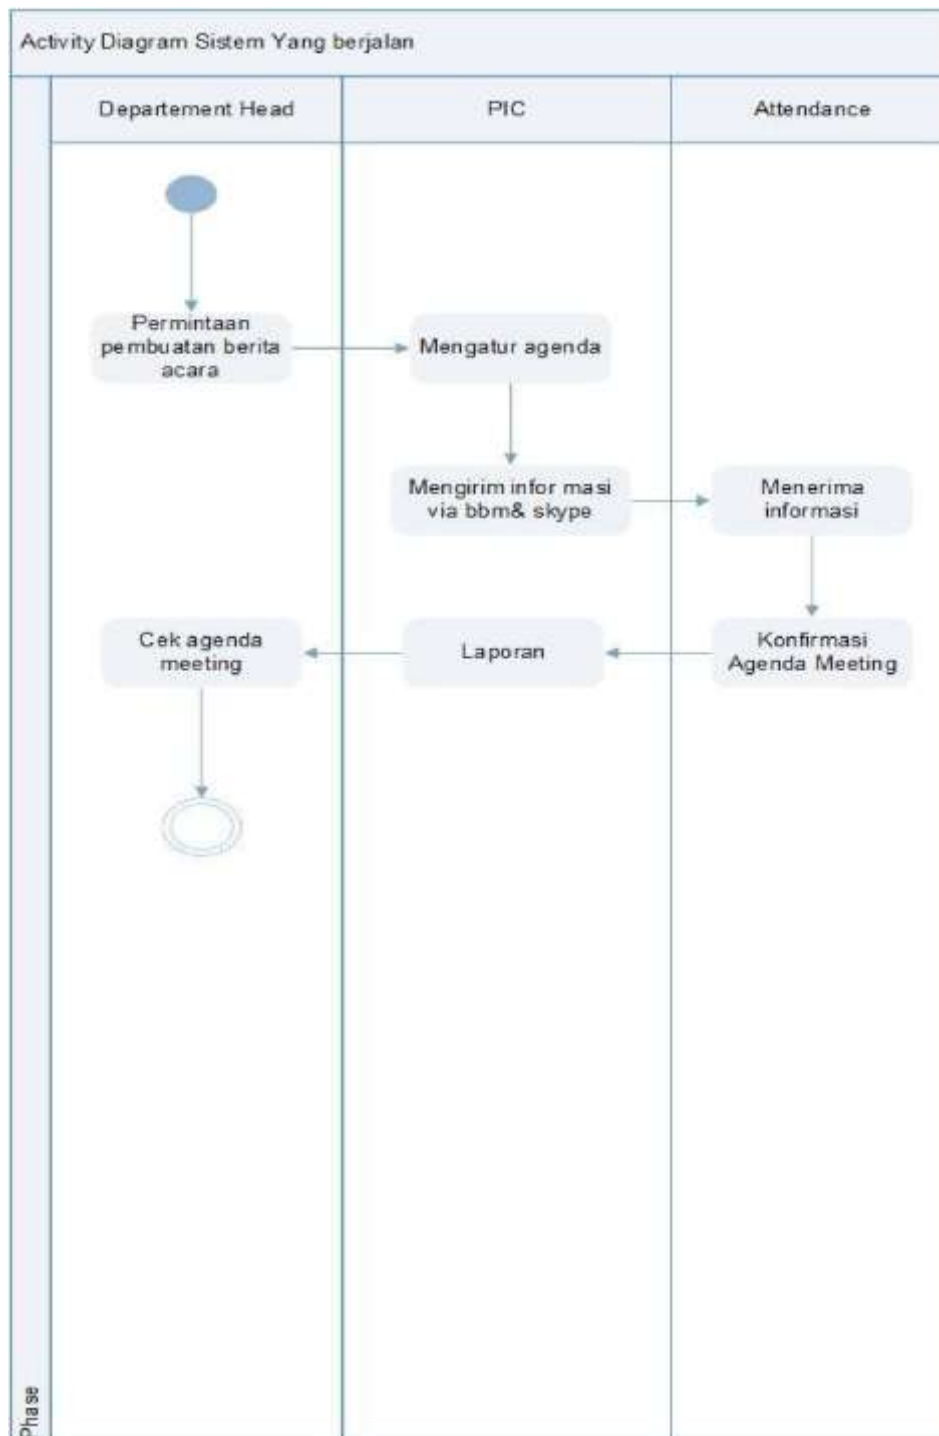 Activity Diagram Sistem Yang berjalan
Departement Head
PIC
Attendance
Permintaan
pembuatan berita
acara
Mengatur agenda
Mengirim infor masi
via bbm& skype
Menerima
informasi
Cek agenda
meeting
Laporan
Konfirmasi
Agenda Meeting
Phase